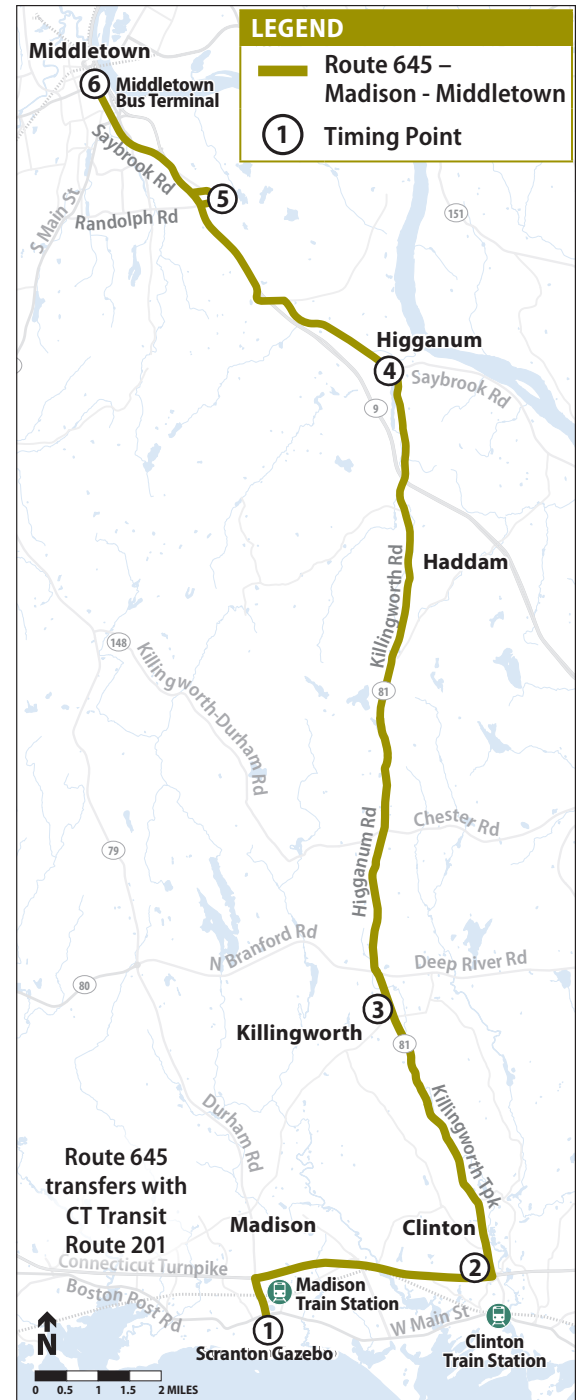 LEGEND
Route 645 –
Madison - Middletown
1 Timing Point
Middletown
6 Middletown
Bus Terminal
Saybrook Rd
S Main St
Randolph Rd
5
151
Higganum
4
Saybrook Rd
9
Haddam
Killingworth Rd
148
Killingworth-Durham Rd
81
Chester Rd
79
Higganum Rd
N Branford Rd
Deep River Rd
80
3
Killingworth
81
Durham Rd
Killingworth Tpk
Route 645
transfers with
CT Transit
Route 201
Madison
Clinton
2
Connecticut Turnpike
Madison
Train Station
Boston Post Rd
1
W Main St
Scranton Gazebo
Clinton
Train Station
N
0 0.5 1 1.5 2 MILES